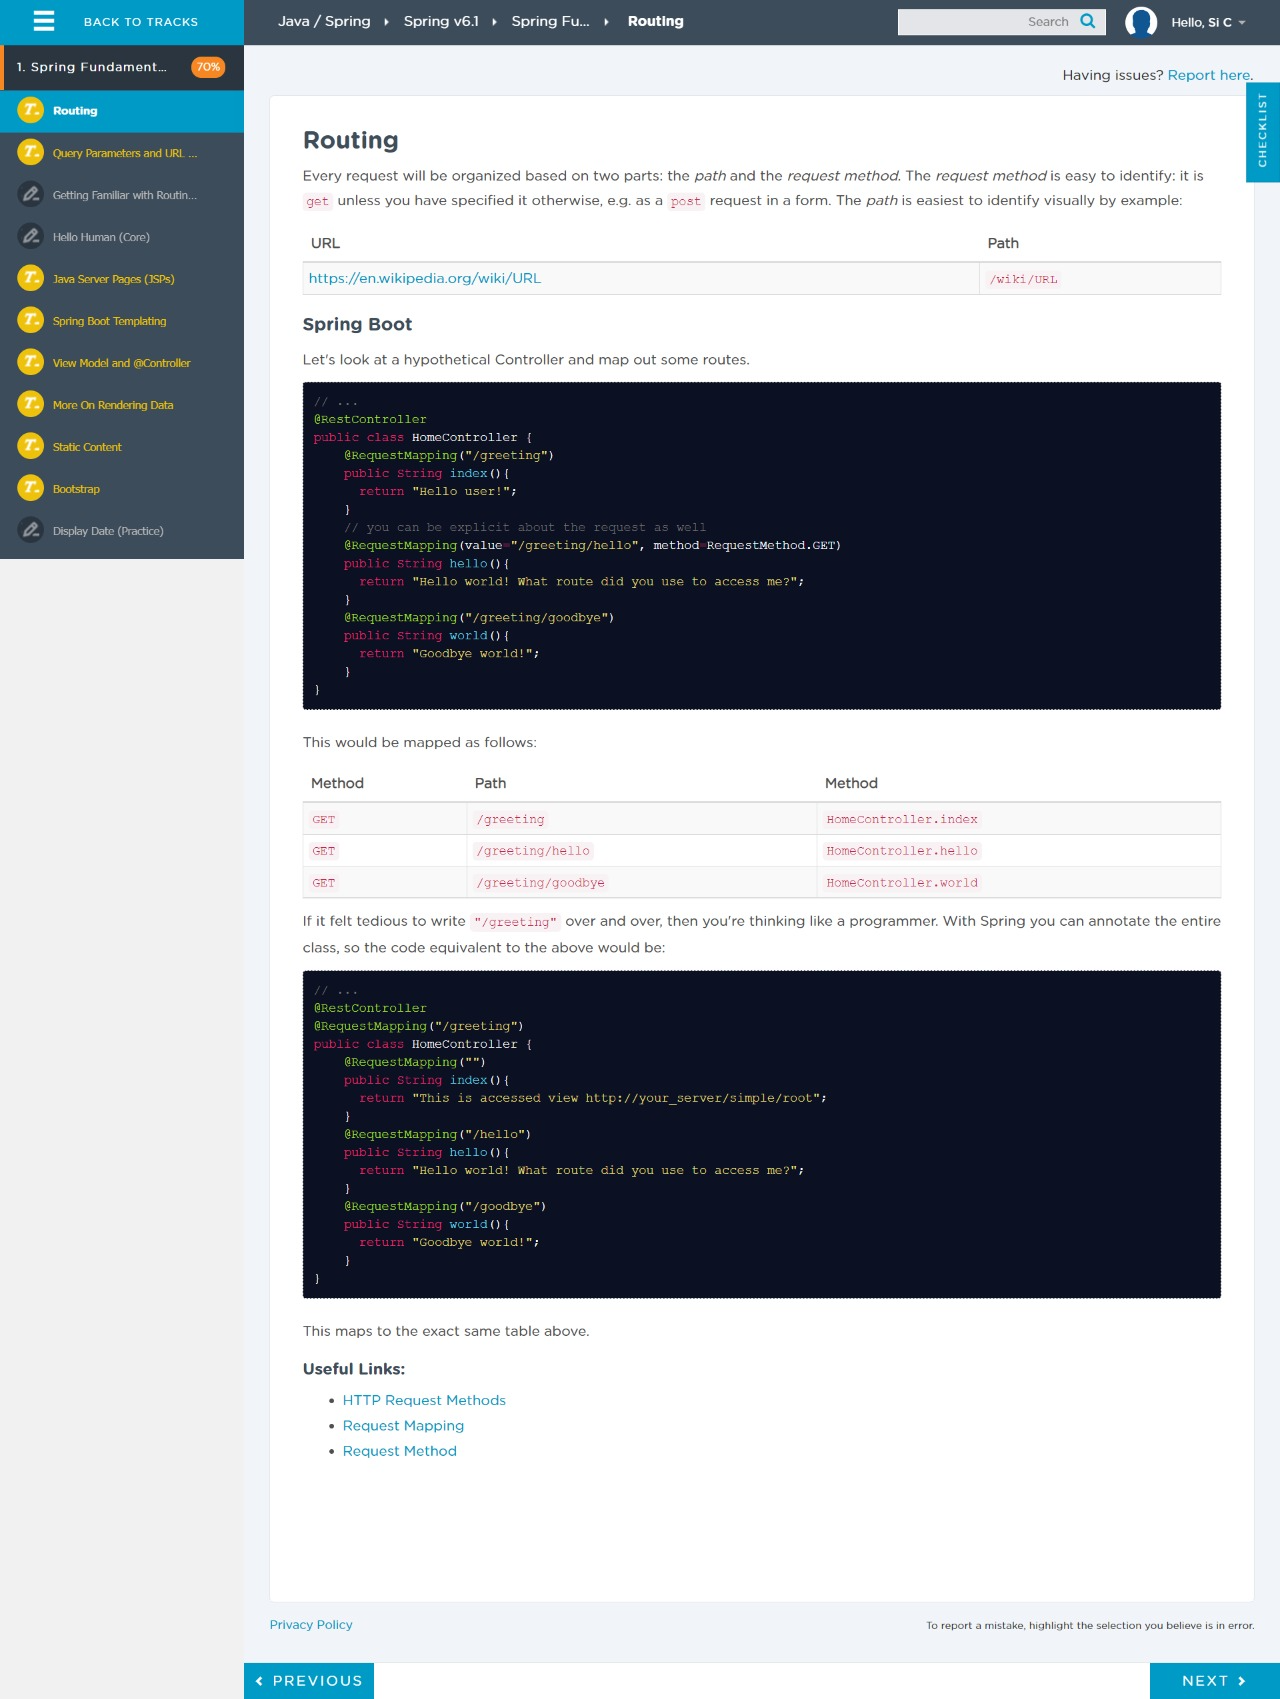 BACK TO TRACKS
Java / Spring
Spring v6.1
Spring Fu...
Routing
Search
Hello, Si C
1. Spring Fundament...
70%
Routing
Query Parameters and URL ...
Getting Familiar with Routin...
Hello Human (Core)
Java Server Pages (JSPs)
Spring Boot Templating
View Model and @Controller
More On Rendering Data
Static Content
Bootstrap
Display Date (Practice)
Having issues? Report here.
CHECKLIST
Routing
Every request will be organized based on two parts: the path and the request method. The request method is easy to identify: it is
get unless you have specified it otherwise, e.g. as a post request in a form. The path is easiest to identify visually by example:
URL Path
https://en.wikipedia.org/wiki/URL /wiki/URL
Spring Boot
Let's look at a hypothetical Controller and map out some routes.
// ...
@RestController
public class HomeController {
    @RequestMapping("/greeting")
    public String index(){
      return "Hello user!";
    }
    // you can be explicit about the request as well
    @RequestMapping(value="/greeting/hello", method=RequestMethod.GET)
    public String hello(){
      return "Hello world! What route did you use to access me?";
    }
    @RequestMapping("/greeting/goodbye")
    public String world(){
      return "Goodbye world!";
    }
}
This would be mapped as follows:
Method Path Method
GET /greeting HomeController.index
GET /greeting/hello HomeController.hello
GET /greeting/goodbye HomeController.world
If it felt tedious to write "/greeting" over and over, then you're thinking like a programmer. With Spring you can annotate the entire
class, so the code equivalent to the above would be:
// ...
@RestController
@RequestMapping("/greeting")
public class HomeController {
    @RequestMapping("")
    public String index(){
      return "This is accessed view http://your_server/simple/root";
    }
    @RequestMapping("/hello")
    public String hello(){
      return "Hello world! What route did you use to access me?";
    }
    @RequestMapping("/goodbye")
    public String world(){
      return "Goodbye world!";
    }
}
This maps to the exact same table above.
Useful Links:
• HTTP Request Methods
• Request Mapping
• Request Method
Privacy Policy
To report a mistake, highlight the selection you believe is in error.
PREVIOUS
NEXT